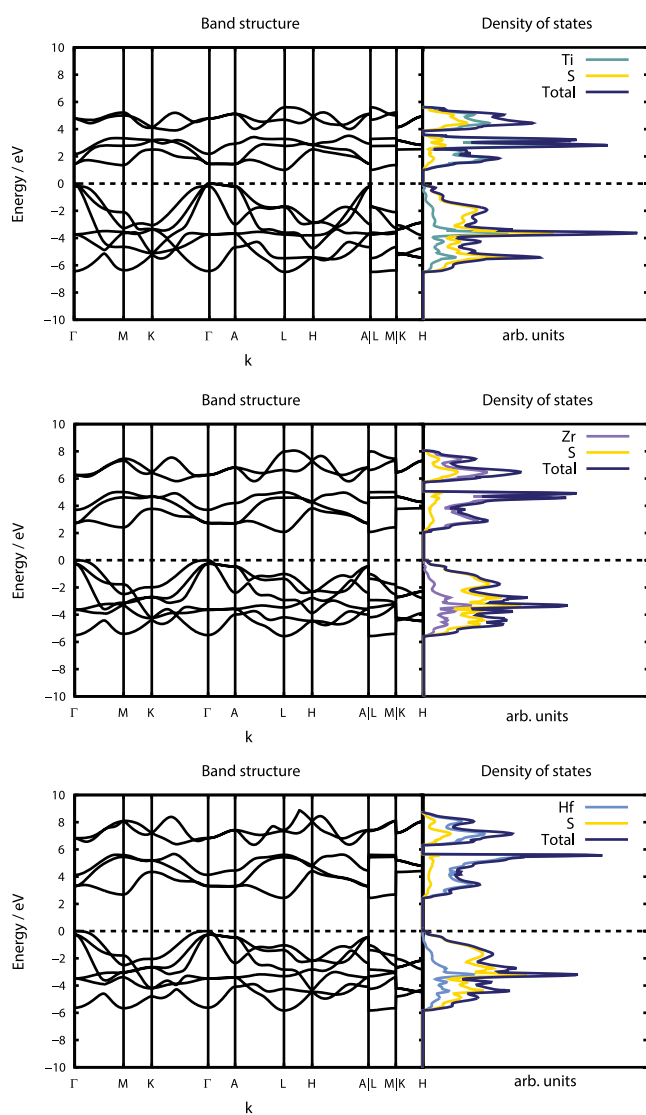 Band structure Density of states
10
8
6
4
2
0
−2
−4
−6
−8
−10
Energy / eV
Ti
S
Total
Γ M K Γ A L H A|L M|K H
k
arb. units
Band structure Density of states
10
8
6
4
2
0
−2
−4
−6
−8
−10
Energy / eV
Zr
S
Total
Γ M K Γ A L H A|L M|K H
k
arb. units
Band structure Density of states
10
8
6
4
2
0
−2
−4
−6
−8
−10
Energy / eV
Hf
S
Total
Γ M K Γ A L H A|L M|K H
k
arb. units